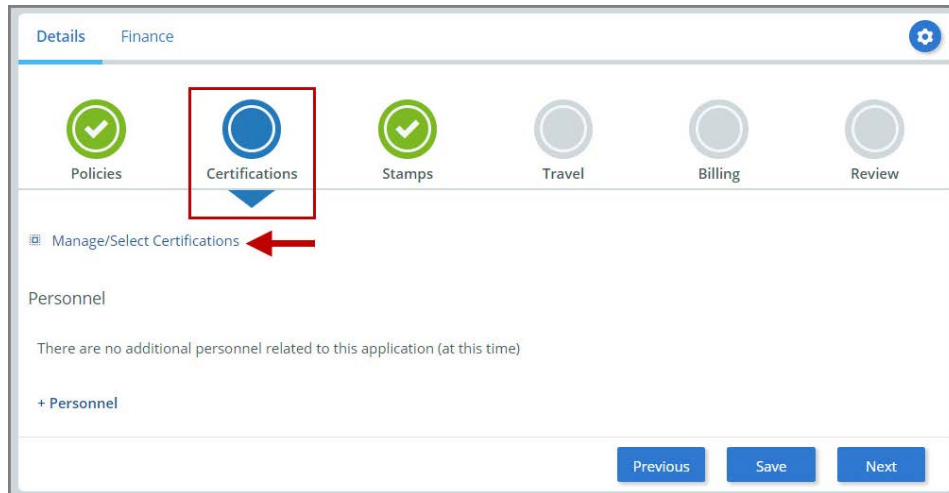 Details Finance
Policies Certifications Stamps Travel Billing Review
Manage/Select Certifications
Personnel
There are no additional personnel related to this application (at this time)
+ Personnel
Previous Save Next